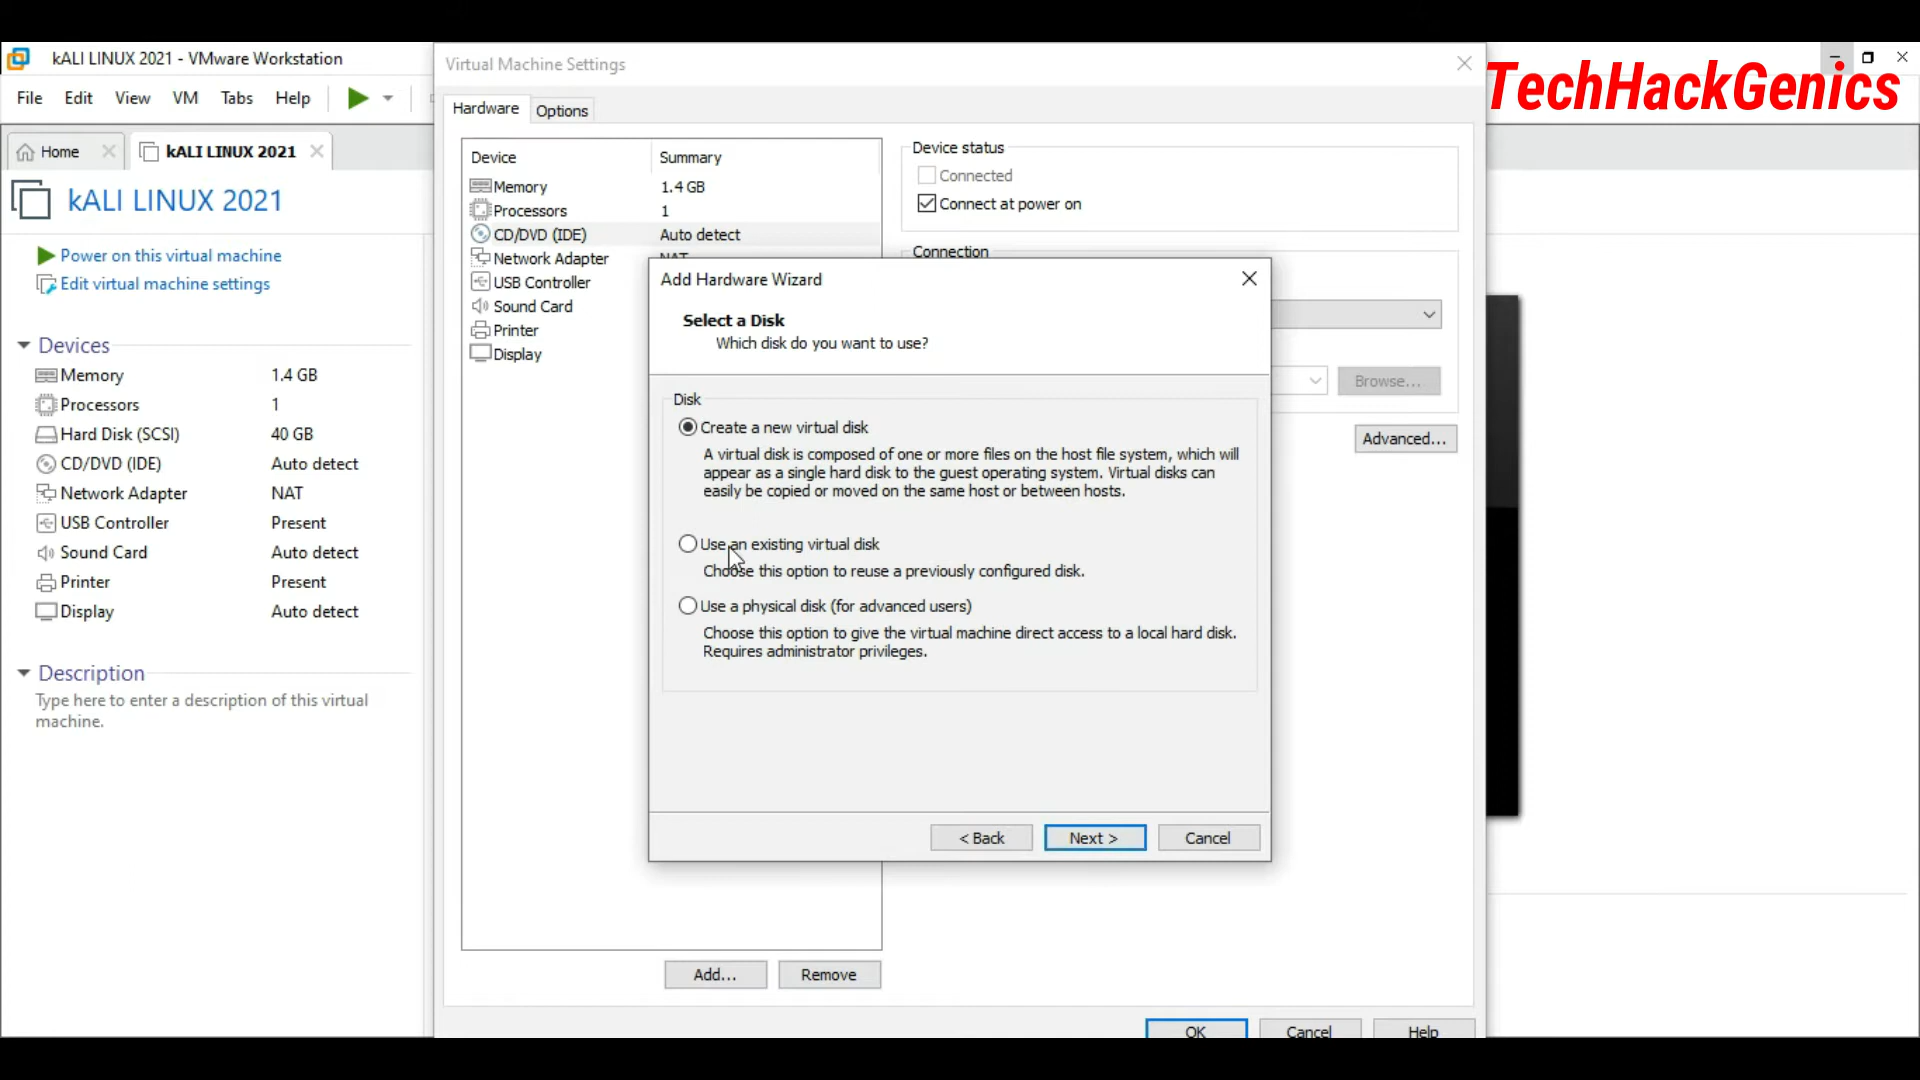 kALI LINUX 2021 - VMware Workstation
File Edit View VM Tabs Help
Home
kALI LINUX 2021
kALI LINUX 2021
Power on this virtual machine
Edit virtual machine settings
Devices
Memory 1.4 GB
Processors 1
Hard Disk (SCSI) 40 GB
CD/DVD (IDE) Auto detect
Network Adapter NAT
USB Controller Present
Sound Card Auto detect
Printer Present
Display Auto detect
Description
Type here to enter a description of this virtual
machine.
Virtual Machine Settings
TechHackGenics
Hardware Options
Device Summary
Memory 1.4 GB
Processors 1
CD/DVD (IDE) Auto detect
Network Adapter NAT
USB Controller
Sound Card
Printer
Display
Device status
Connected
Connect at power on
Connection
Browse...
Advanced...
Add Hardware Wizard
Select a Disk
Which disk do you want to use?
Disk
Create a new virtual disk
A virtual disk is composed of one or more files on the host file system, which will
appear as a single hard disk to the guest operating system. Virtual disks can
easily be copied or moved on the same host or between hosts.
Use an existing virtual disk
Choose this option to reuse a previously configured disk.
Use a physical disk (for advanced users)
Choose this option to give the virtual machine direct access to a local hard disk.
Requires administrator privileges.
< Back Next > Cancel
Add... Remove
OK Cancel Help